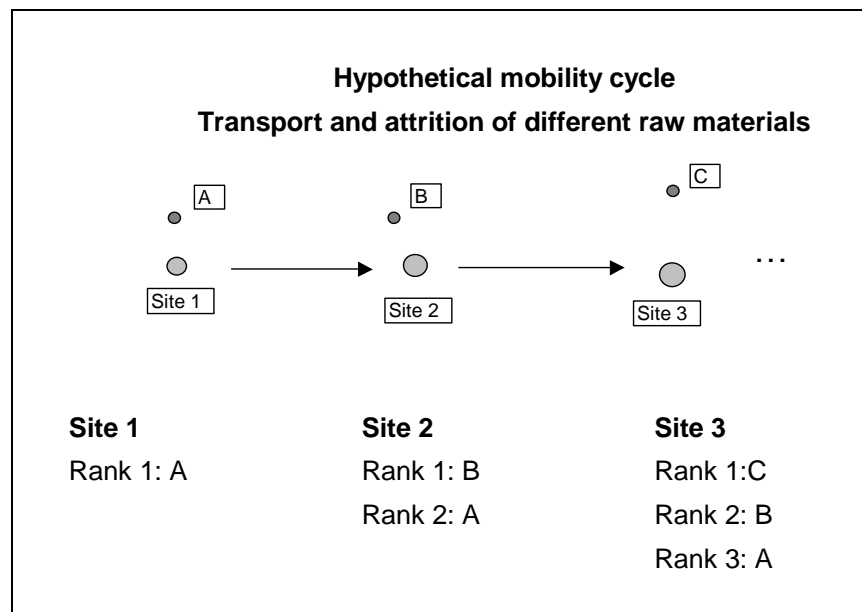 Hypothetical mobility cycle
Transport and attrition of different raw materials
A
B
C
...
Site 1
Site 2
Site 3
Site 1
Rank 1: A
Site 2
Rank 1: B
Rank 2: A
Site 3
Rank 1:C
Rank 2: B
Rank 3: A